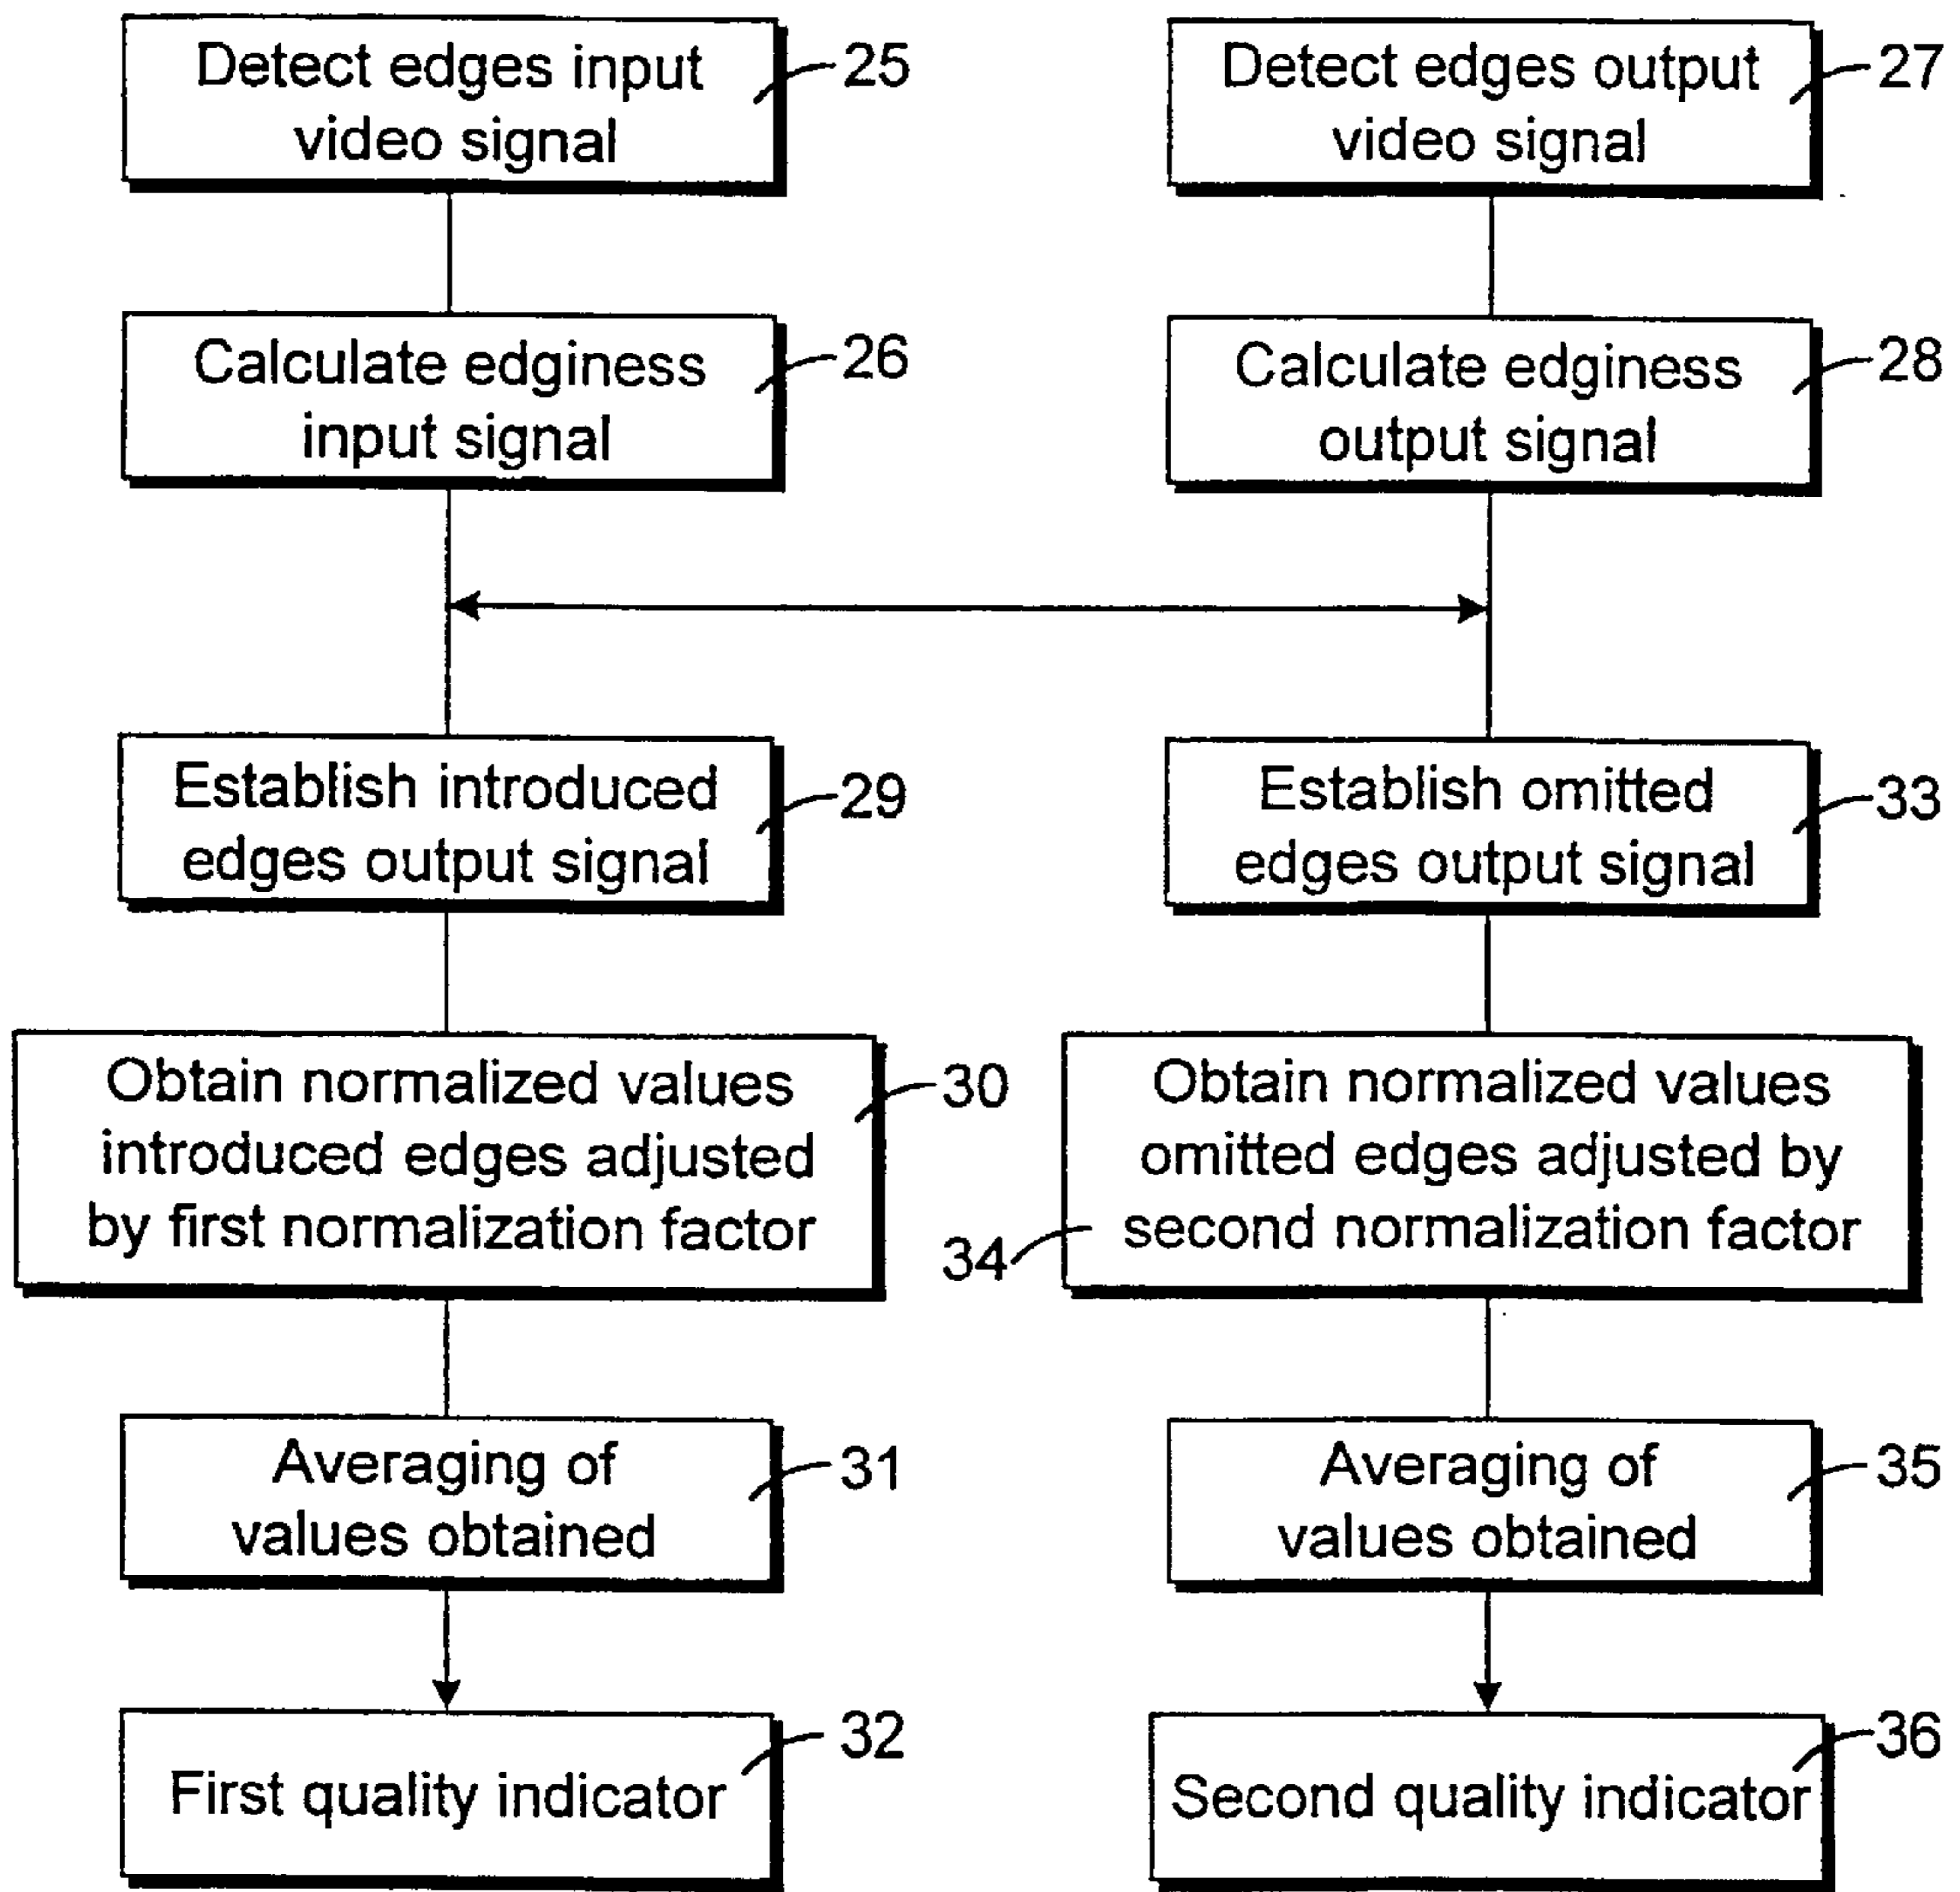 Detect edges input
video signal
25
Detect edges output
video signal
27
Calculate edginess
input signal
26
Calculate edginess
output signal
28
Establish introduced
edges output signal
29
Establish omitted
edges output signal
33
Obtain normalized values
introduced edges adjusted
by first normalization factor
30
Obtain normalized values
omitted edges adjusted by
second normalization factor
34
Averaging of
values obtained
31
Averaging of
values obtained
35
First quality indicator
32
Second quality indicator
36